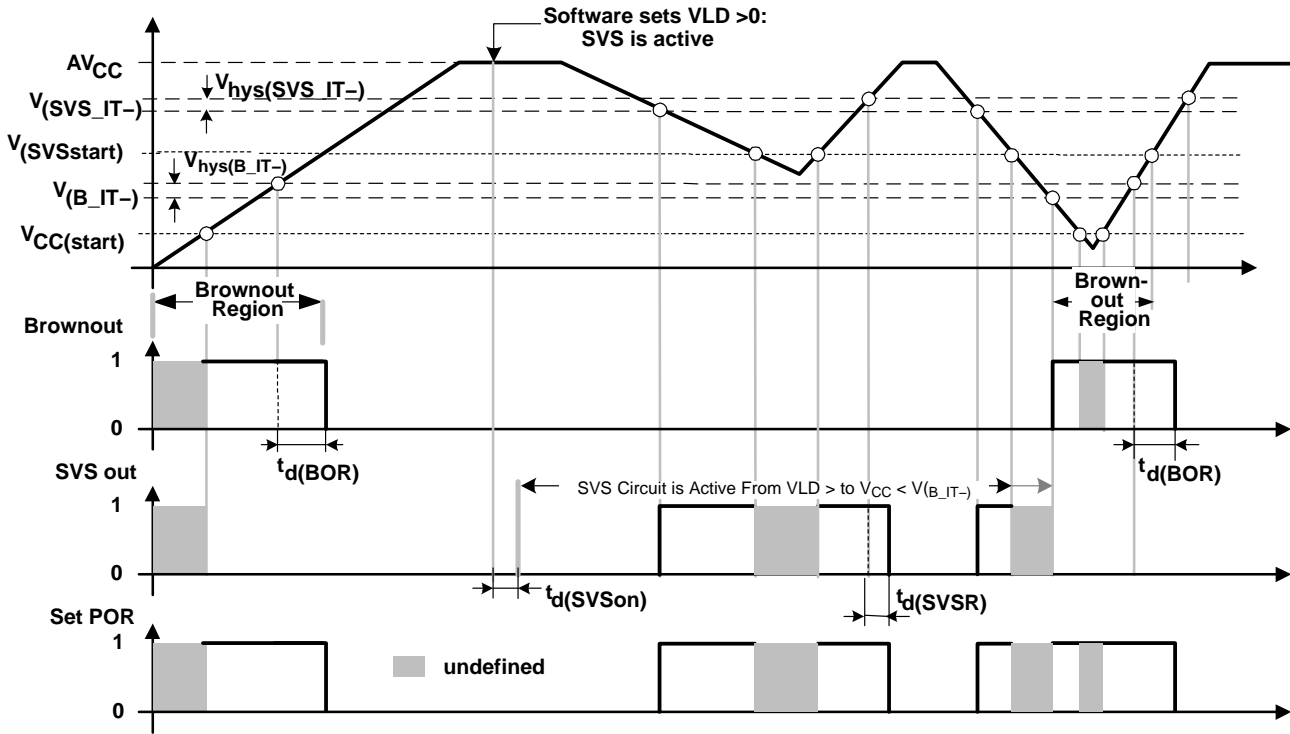 Software sets VLD >0:
SVS is active
AVCC
Vhys(SVS_IT–)
V(SVS_IT–)
V(SVSstart)
Vhys(B_IT–)
V(B_IT–)
VCC(start)
Brownout
Region
Brown-
out
Region
Brownout
1
0
td(BOR)
td(BOR)
SVS out
SVS Circuit is Active From VLD > to VCC < V(B_IT–)
1
0
td(SVSon)
td(SVSR)
Set POR
1
undefined
0